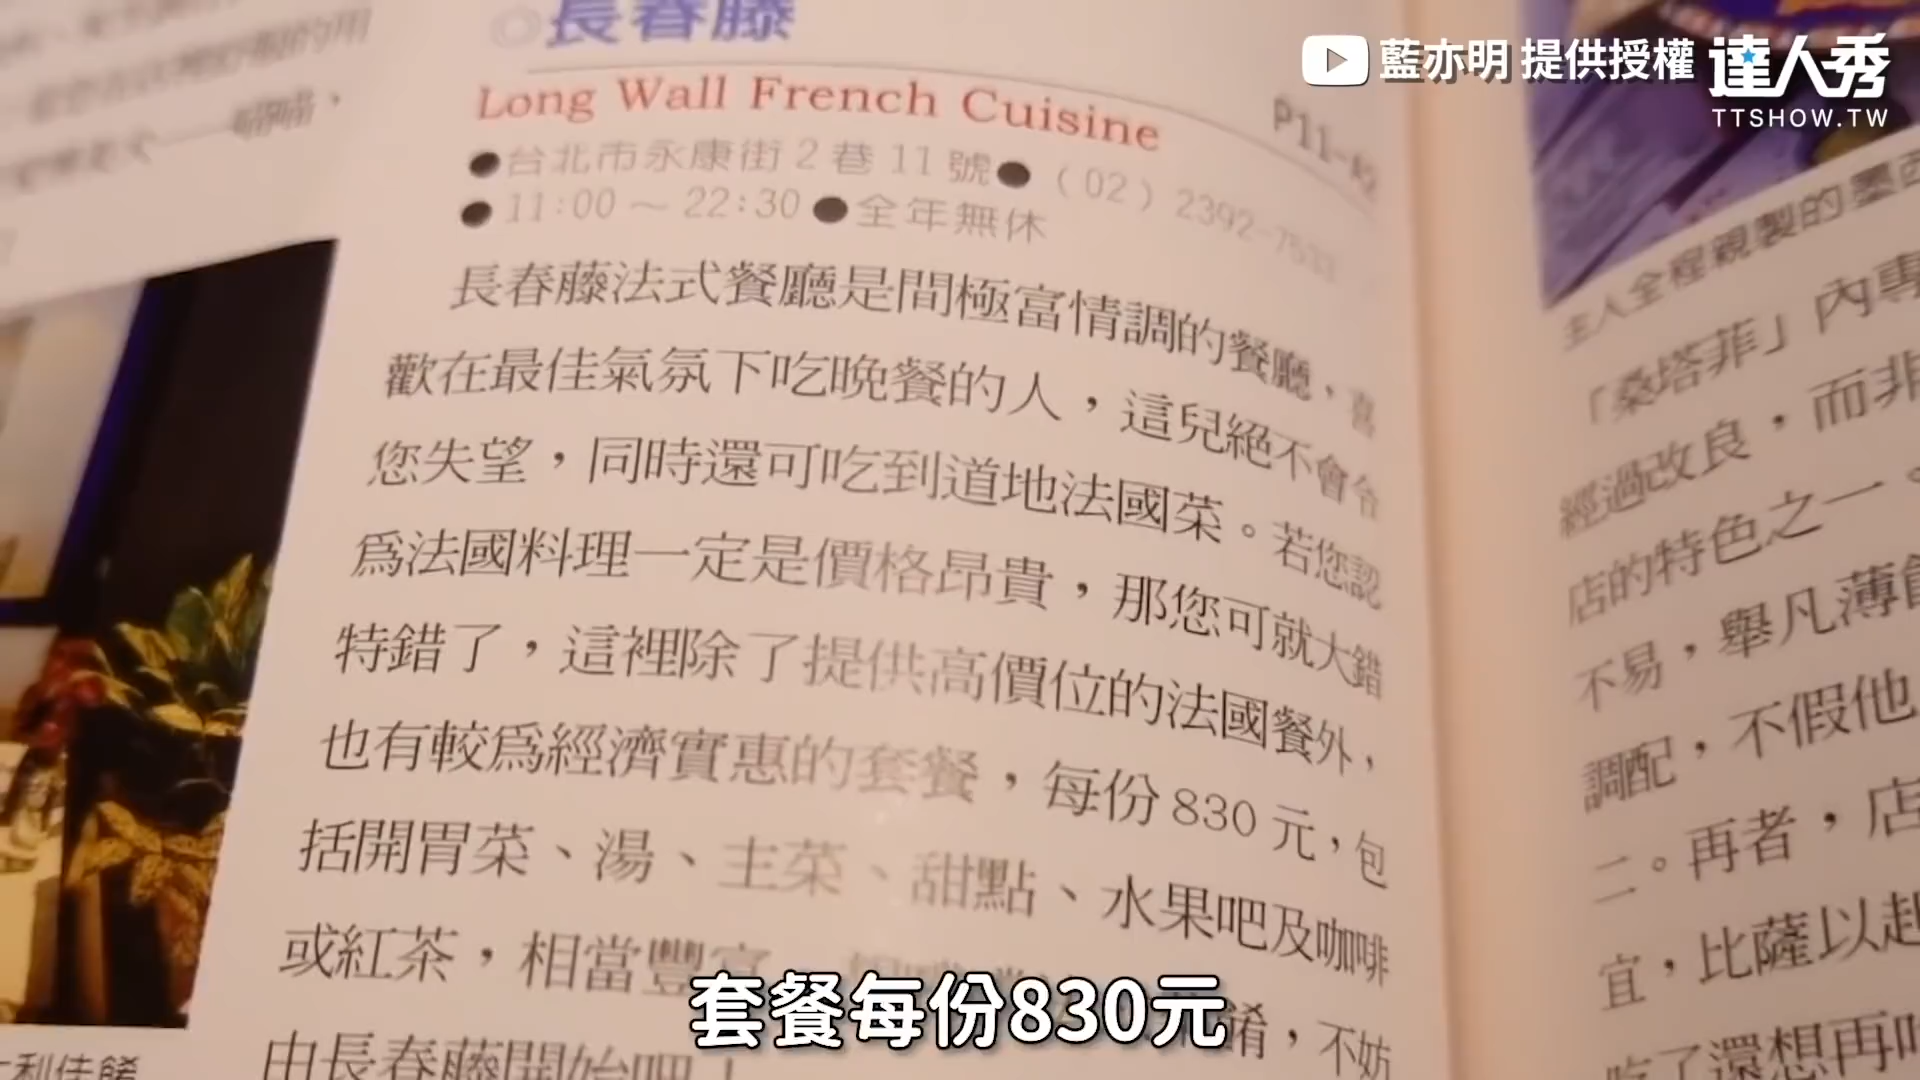 藍亦明 提供授權 達人秀
TTSHOW.TW
◎長春藤
Long Wall French Cuisine
P11-
●台北市永康街2巷11號●(02)2392-7533
●11:00～22:30●全年無休
長春藤法式餐廳是間極富情調的餐廳，喜
歡在最佳氣氛下吃晚餐的人，這兒絕不會令
您失望，同時還可吃到道地法國菜。若您認
爲法國料理一定是價格昂貴，那您可就大錯
特錯了，這裡除了提供高價位的法國餐外，
也有較爲經濟實惠的套餐，每份830元，包
括開胃菜、湯、主菜、甜點、水果吧及咖啡
或紅茶，相當豐富
餚，不妨
由長春藤開始吧！
主人全程親製的墨西
「桑塔菲」內專
經過改良，而非
店的特色之一。
不易，舉凡薄
調配，不假他
二。再者，店
宜，比薩以起
吃了還想再吃
套餐每份830元